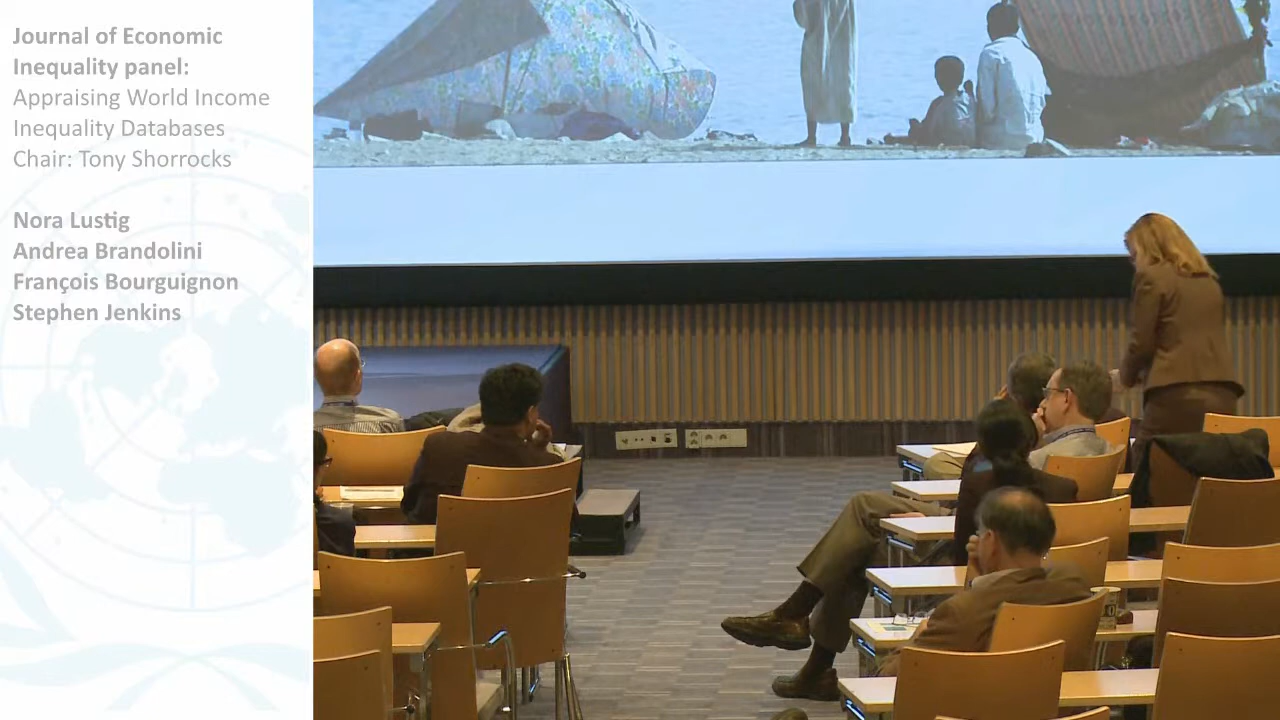 Journal of Economic
Inequality panel:
Appraising World Income
Inequality Databases
Chair: Tony Shorrocks
Nora Lustig
Andrea Brandolini
François Bourguignon
Stephen Jenkins